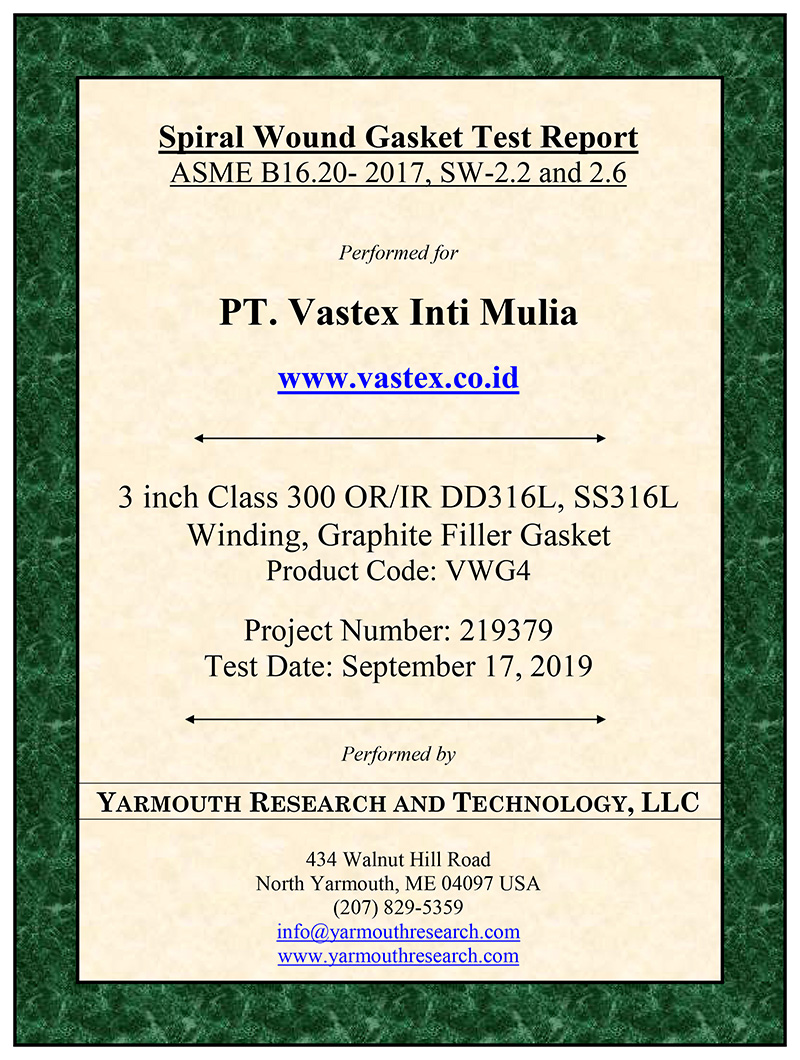 Spiral Wound Gasket Test Report
ASME B16.20- 2017, SW-2.2 and 2.6
Performed for
PT. Vastex Inti Mulia
www.vastex.co.id
3 inch Class 300 OR/IR DD316L, SS316L
Winding, Graphite Filler Gasket
Product Code: VWG4
Project Number: 219379
Test Date: September 17, 2019
Performed by
YARMOUTH RESEARCH AND TECHNOLOGY, LLC
434 Walnut Hill Road
North Yarmouth, ME 04097 USA
(207) 829-5359
info@yarmouthresearch.com
www.yarmouthresearch.com